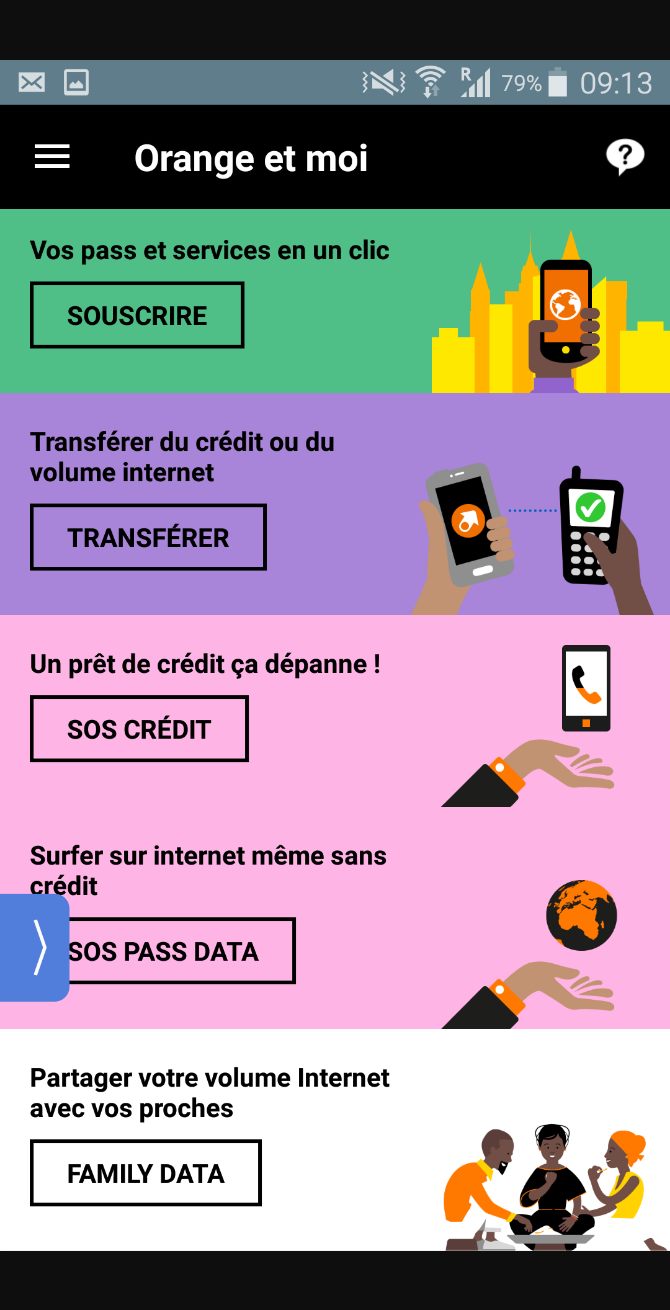 R 79% 09:13
Orange et moi ?
Vos pass et services en un clic
SOUSCRIRE
Transférer du crédit ou du
volume internet
TRANSFÉRER
Un prêt de crédit ça dépanne !
SOS CRÉDIT
Surfer sur internet même sans
crédit
SOS PASS DATA
Partager votre volume Internet
avec vos proches
FAMILY DATA